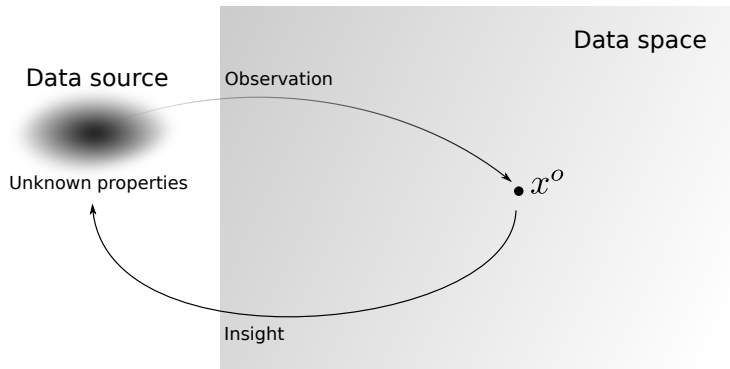 Data space
Data source
Observation
Unknown properties
x^o
Insight